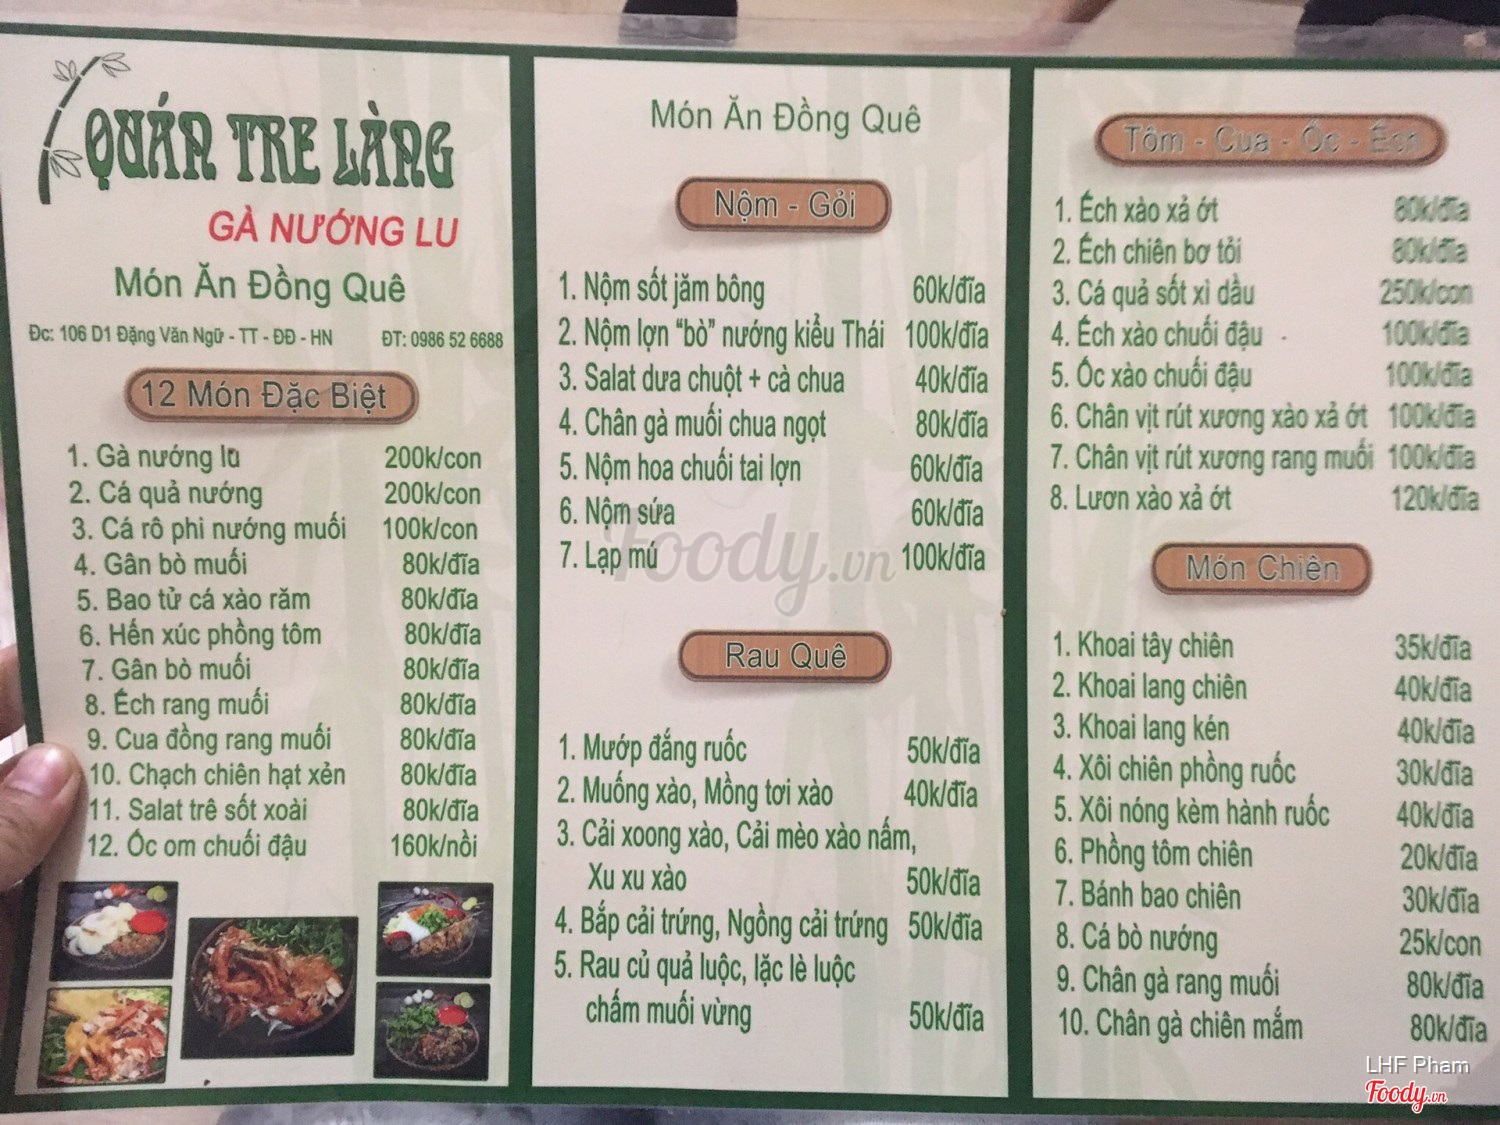 QUÁN TRE LÀNG
GÀ NƯỚNG LU
Món Ăn Đồng Quê
Đc: 106 D1 Đặng Văn Ngữ - TT - ĐĐ - HN ĐT: 0986 52 6688
12 Món Đặc Biệt
1. Gà nướng lu 200k/con
2. Cá quả nướng 200k/con
3. Cá rô phi nướng muối 100k/con
4. Gân bò muối 80k/đĩa
5. Bao tử cá xào răm 80k/đĩa
6. Hến xúc phồng tôm 80k/đĩa
7. Gân bò muối 80k/đĩa
8. Ếch rang muối 80k/đĩa
9. Cua đồng rang muối 80k/đĩa
10. Chạch chiên hạt xẻn 80k/đĩa
11. Salat trê sốt xoài 80k/đĩa
12. Ốc om chuối đậu 160k/nồi
Món Ăn Đồng Quê
Nộm - Gỏi
1. Nộm sốt jăm bông 60k/đĩa
2. Nộm lợn “bò” nướng kiểu Thái 100k/đĩa
3. Salat dưa chuột + cà chua 40k/đĩa
4. Chân gà muối chua ngọt 80k/đĩa
5. Nộm hoa chuối tai lợn 60k/đĩa
6. Nộm sứa 60k/đĩa
7. Lạp mú 100k/đĩa
Foody.vn
Rau Quê
1. Mướp đắng ruốc 50k/đĩa
2. Muống xào, Mồng tơi xào 40k/đĩa
3. Cải xoong xào, Cải mèo xào nấm,
Xu xu xào 50k/đĩa
4. Bắp cải trứng, Ngồng cải trứng 50k/đĩa
5. Rau củ quả luộc, lặc lè luộc
chấm muối vừng 50k/đĩa
Tôm - Cua - Ốc - Ếch
1. Ếch xào xả ớt 80k/đĩa
2. Ếch chiên bơ tỏi 80k/đĩa
3. Cá quả sốt xì dầu 250k/con
4. Ếch xào chuối đậu 100k/đĩa
5. Ốc xào chuối đậu 100k/đĩa
6. Chân vịt rút xương xào xả ớt 100k/đĩa
7. Chân vịt rút xương rang muối 100k/đĩa
8. Lươn xào xả ớt 120k/đĩa
Món Chiên
1. Khoai tây chiên 35k/đĩa
2. Khoai lang chiên 40k/đĩa
3. Khoai lang kén 40k/đĩa
4. Xôi chiên phồng ruốc 30k/đĩa
5. Xôi nóng kèm hành ruốc 40k/đĩa
6. Phồng tôm chiên 20k/đĩa
7. Bánh bao chiên 30k/đĩa
8. Cá bò nướng 25k/con
9. Chân gà rang muối 80k/đĩa
10. Chân gà chiên mắm 80k/đĩa
LHF Pham
Foody.vn